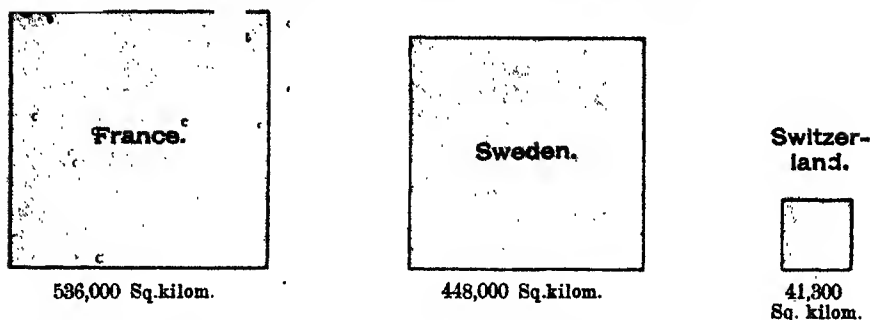 France.
536,000 Sq.kilom.
Sweden.
448,000 Sq.kilom.
Switzer-
land.
41,300
Sq. kilom.